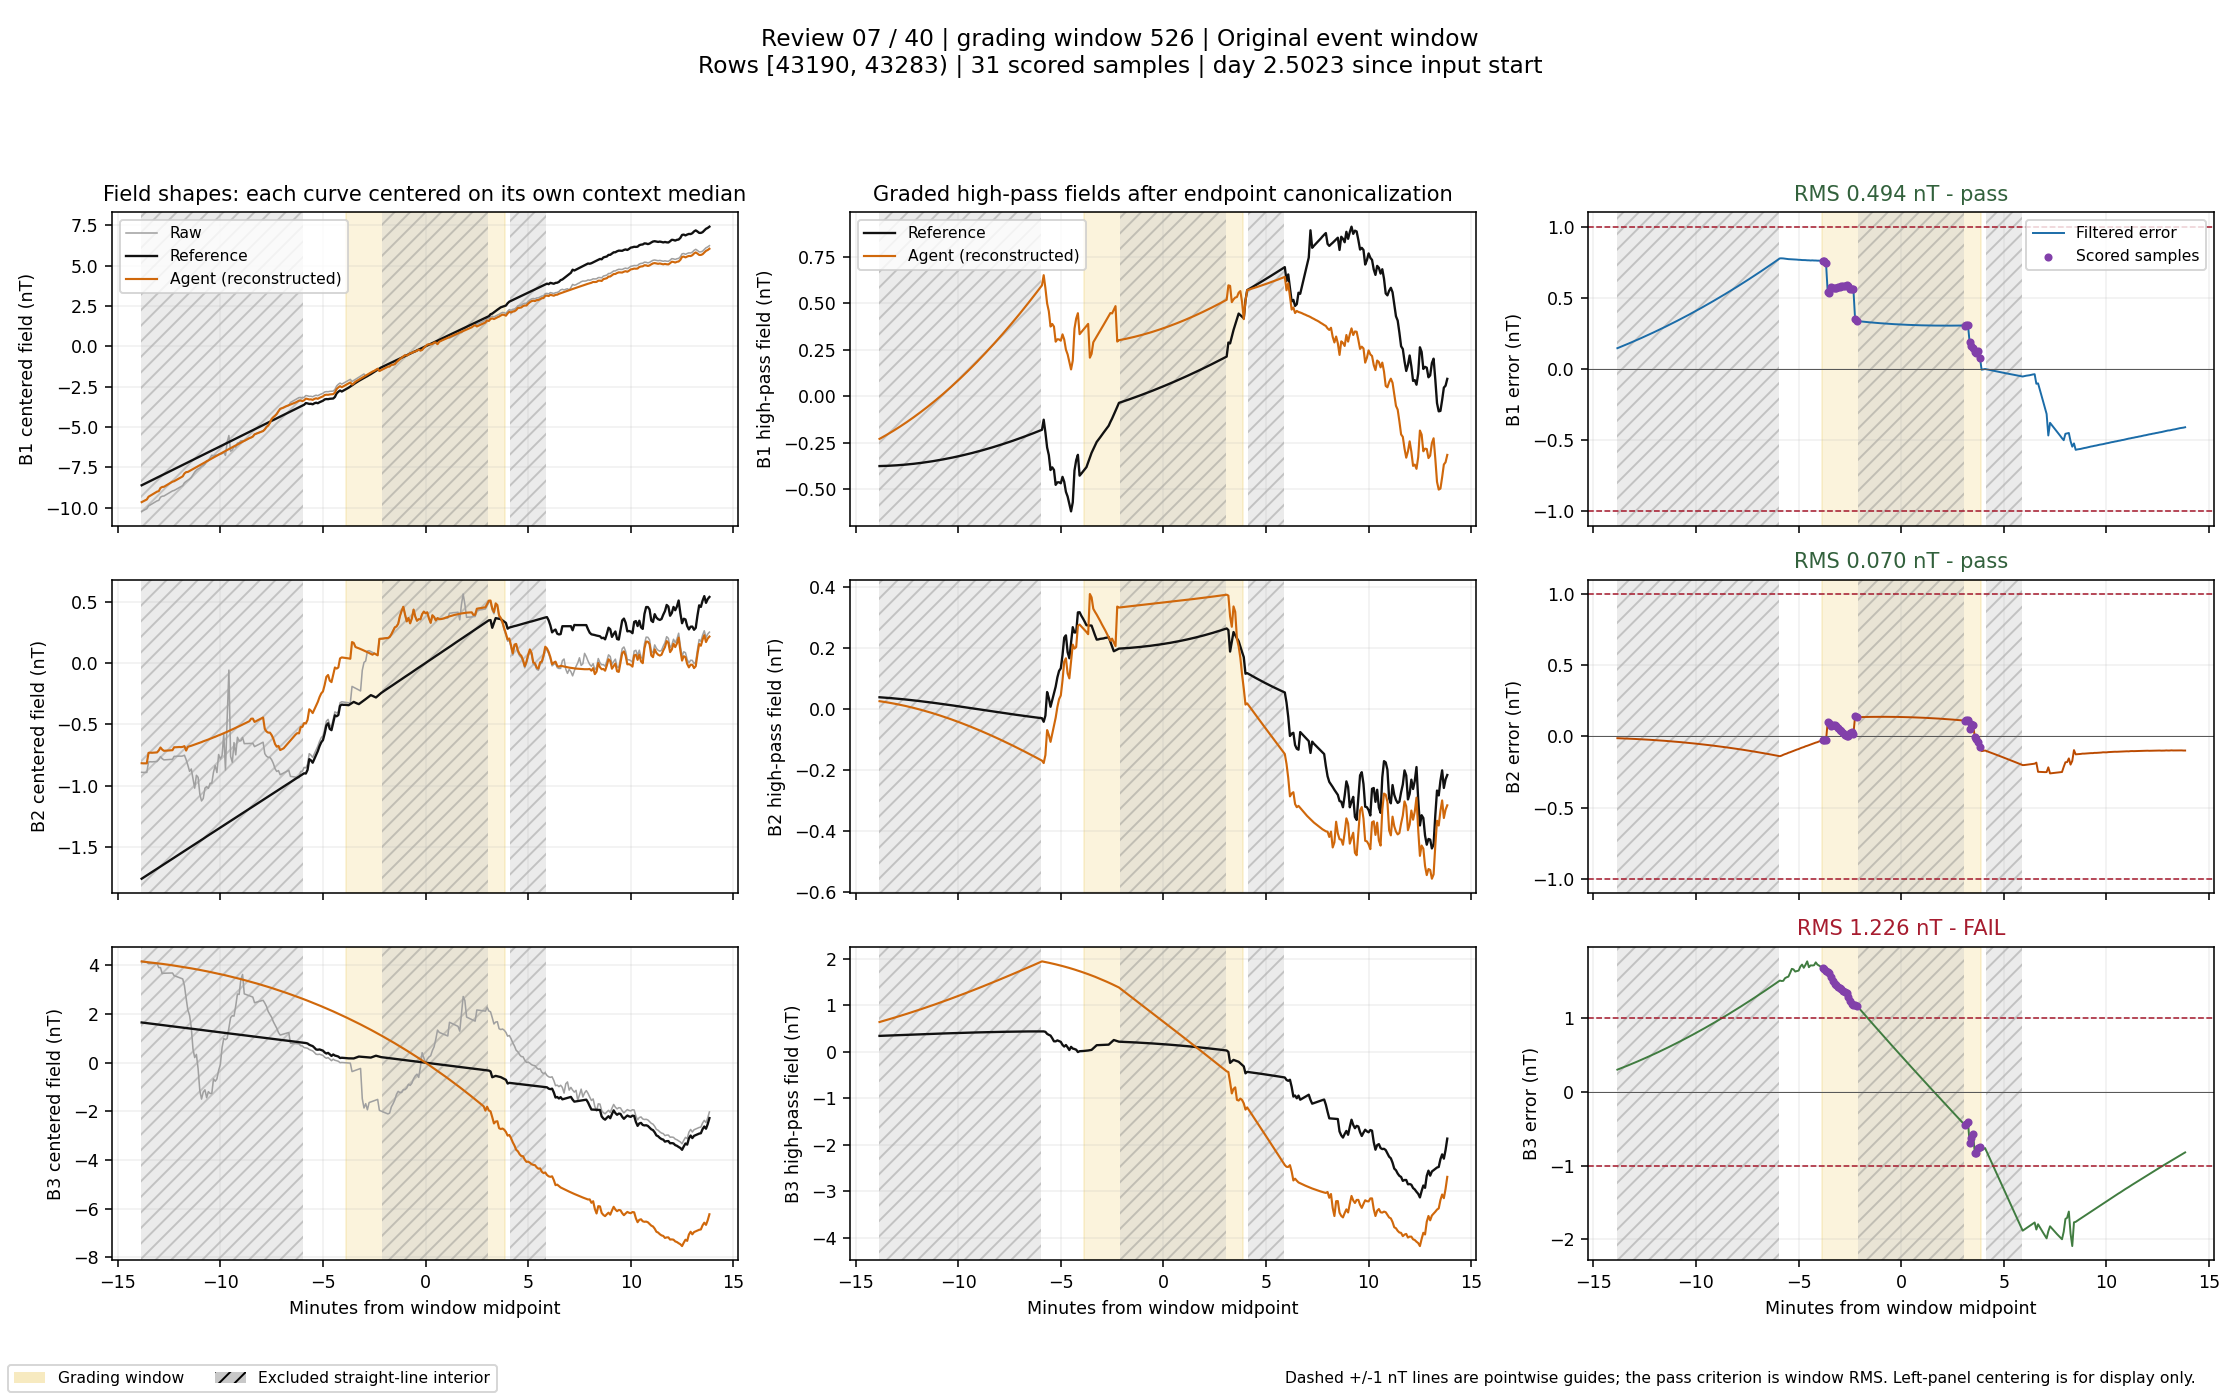 Review 07 / 40 | grading window 526 | Original event window
Rows [43190, 43283) | 31 scored samples | day 2.5023 since input start
Field shapes: each curve centered on its own context median
Graded high-pass fields after endpoint canonicalization
RMS 0.494 nT - pass
7.5
5.0
2.5
0.0
−2.5
−5.0
−7.5
−10.0
B1 centered field (nT)
Raw
Reference
Agent (reconstructed)
0.75
0.50
0.25
0.00
−0.25
−0.50
B1 high-pass field (nT)
Reference
Agent (reconstructed)
1.0
0.5
0.0
−0.5
−1.0
B1 error (nT)
Filtered error
Scored samples
RMS 0.070 nT - pass
0.5
0.0
−0.5
−1.0
−1.5
B2 centered field (nT)
0.4
0.2
0.0
−0.2
−0.4
−0.6
B2 high-pass field (nT)
1.0
0.5
0.0
−0.5
−1.0
B2 error (nT)
RMS 1.226 nT - FAIL
4
2
0
−2
−4
−6
−8
B3 centered field (nT)
−15 −10 −5 0 5 10 15
Minutes from window midpoint
2
1
0
−1
−2
−3
−4
B3 high-pass field (nT)
−15 −10 −5 0 5 10 15
Minutes from window midpoint
1
0
−1
−2
B3 error (nT)
−15 −10 −5 0 5 10 15
Minutes from window midpoint
Grading window
Excluded straight-line interior
Dashed +/-1 nT lines are pointwise guides; the pass criterion is window RMS. Left-panel centering is for display only.